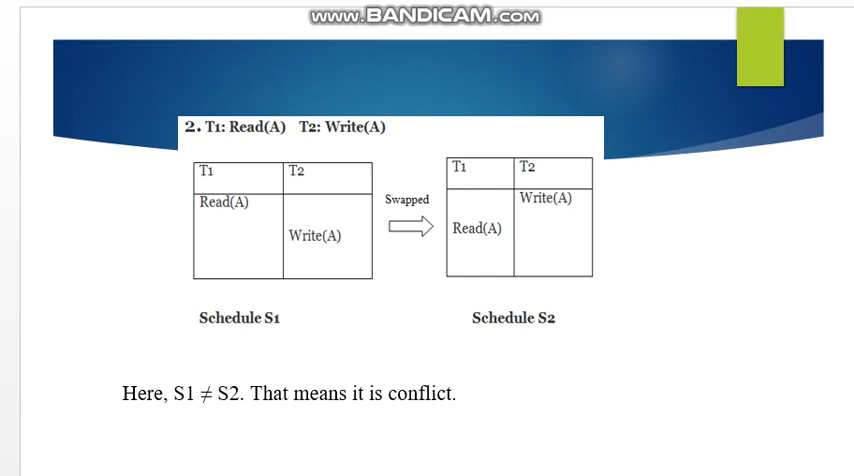 www.BANDICAM.com
2. T1: Read(A) T2: Write(A)
T1 T2
Read(A)
Write(A)
Schedule S1
Swapped
T1 T2
Write(A)
Read(A)
Schedule S2
Here, S1 ≠ S2. That means it is conflict.